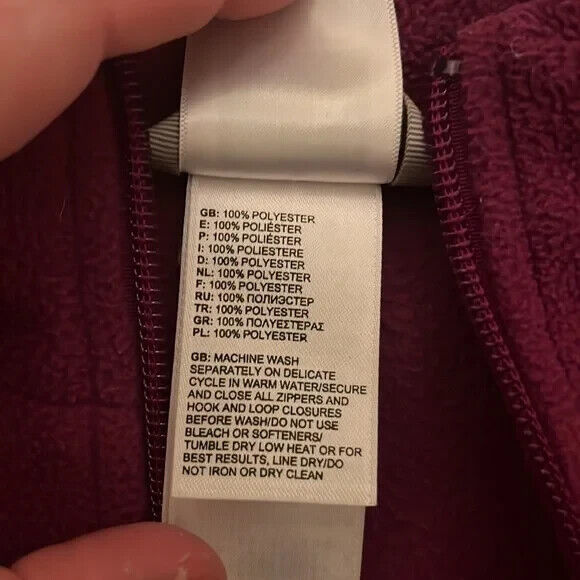 GB: 100% POLYESTER
E: 100% POLIÉSTER
P: 100% POLIÉSTER
I: 100% POLIESTERE
D: 100% POLYESTER
NL: 100% POLYESTER
F: 100% POLYESTER
RU: 100% ПОЛИЭСТЕР
TR: 100% POLYESTER
GR: 100% ΠΟΛΥΕΣΤΕΡΑΣ
PL: 100% POLYESTER
GB: MACHINE WASH
SEPARATELY ON DELICATE
CYCLE IN WARM WATER/SECURE
AND CLOSE ALL ZIPPERS AND
HOOK AND LOOP CLOSURES
BEFORE WASH/DO NOT USE
BLEACH OR SOFTENERS/
TUMBLE DRY LOW HEAT OR FOR
BEST RESULTS, LINE DRY/DO
NOT IRON OR DRY CLEAN